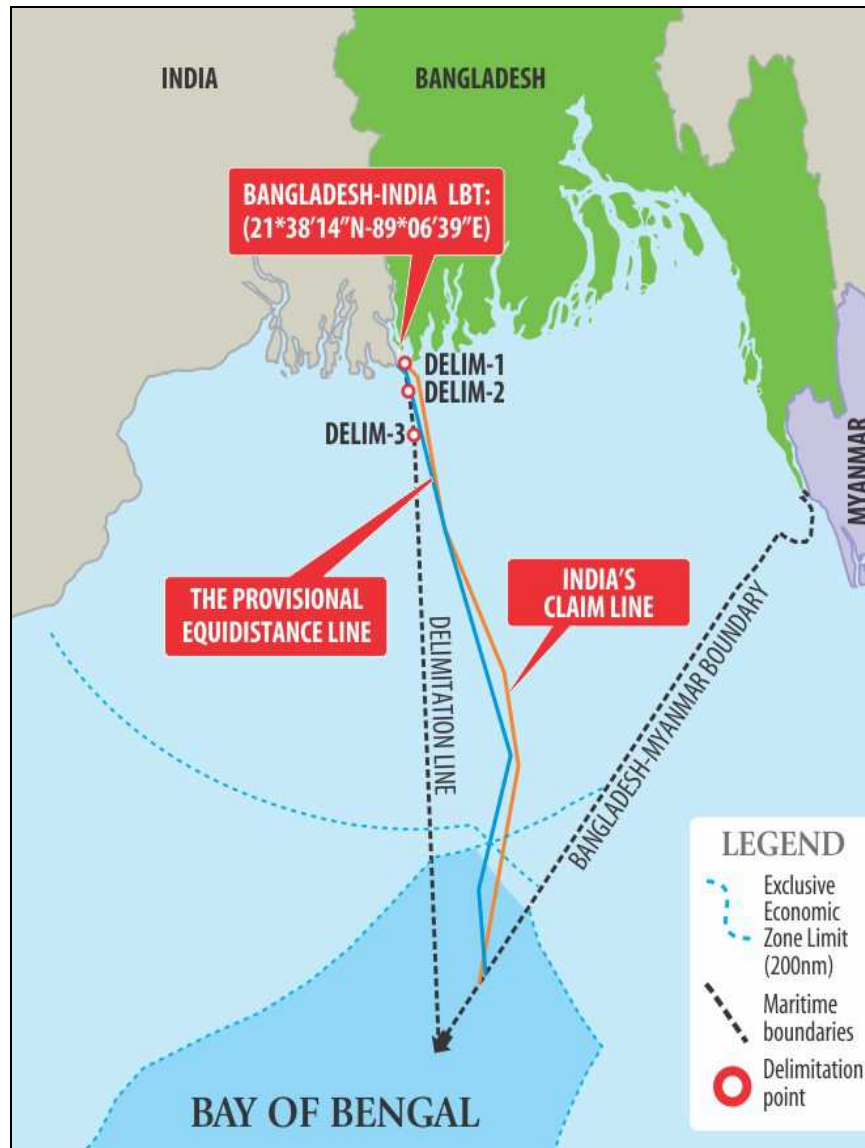 INDIA
BANGLADESH
BANGLADESH-INDIA LBT:
(21*38'14"N-89*06'39"E)
DELIM-1
DELIM-2
DELIM-3
MYANMAR
THE PROVISIONAL
EQUIDISTANCE LINE
INDIA'S
CLAIM LINE
DELIMITATION LINE
BANGLADESH-MYANMAR BOUNDARY
LEGEND
Exclusive
Economic
Zone Limit
(200nm)
Maritime
boundaries
Delimitation
point
BAY OF BENGAL